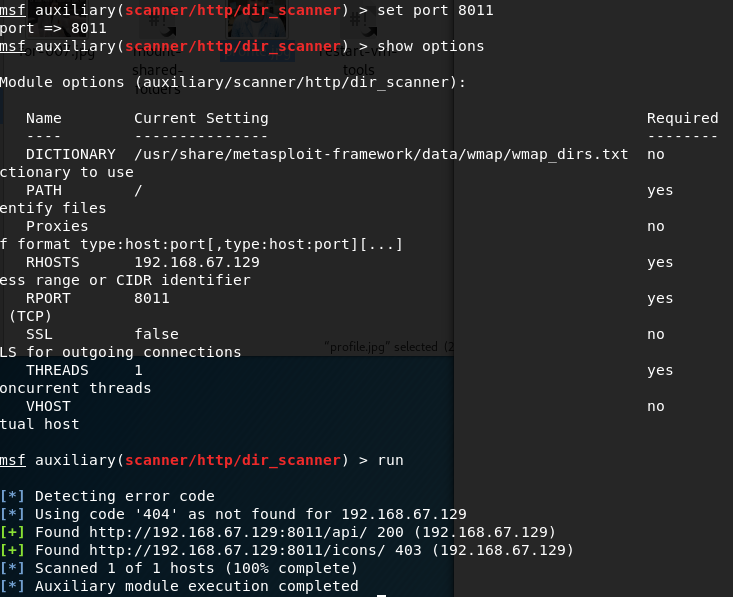 msf auxiliary(scanner/http/dir_scanner) > set port 8011
port => 8011
msf auxiliary(scanner/http/dir_scanner) > show options
Module options (auxiliary/scanner/http/dir_scanner):
Name Current Setting Required
---- --------------- --------
DICTIONARY /usr/share/metasploit-framework/data/wmap/wmap_dirs.txt no
ctionary to use
PATH / yes
entify files
Proxies no
f format type:host:port[,type:host:port][...]
RHOSTS 192.168.67.129 yes
ess range or CIDR identifier
RPORT 8011 yes
(TCP)
SSL false no
LS for outgoing connections
"profile.jpg" selected (2
THREADS 1 yes
oncurrent threads
VHOST no
tual host
msf auxiliary(scanner/http/dir_scanner) > run
[*] Detecting error code
[*] Using code '404' as not found for 192.168.67.129
[+] Found http://192.168.67.129:8011/api/ 200 (192.168.67.129)
[+] Found http://192.168.67.129:8011/icons/ 403 (192.168.67.129)
[*] Scanned 1 of 1 hosts (100% complete)
[*] Auxiliary module execution completed